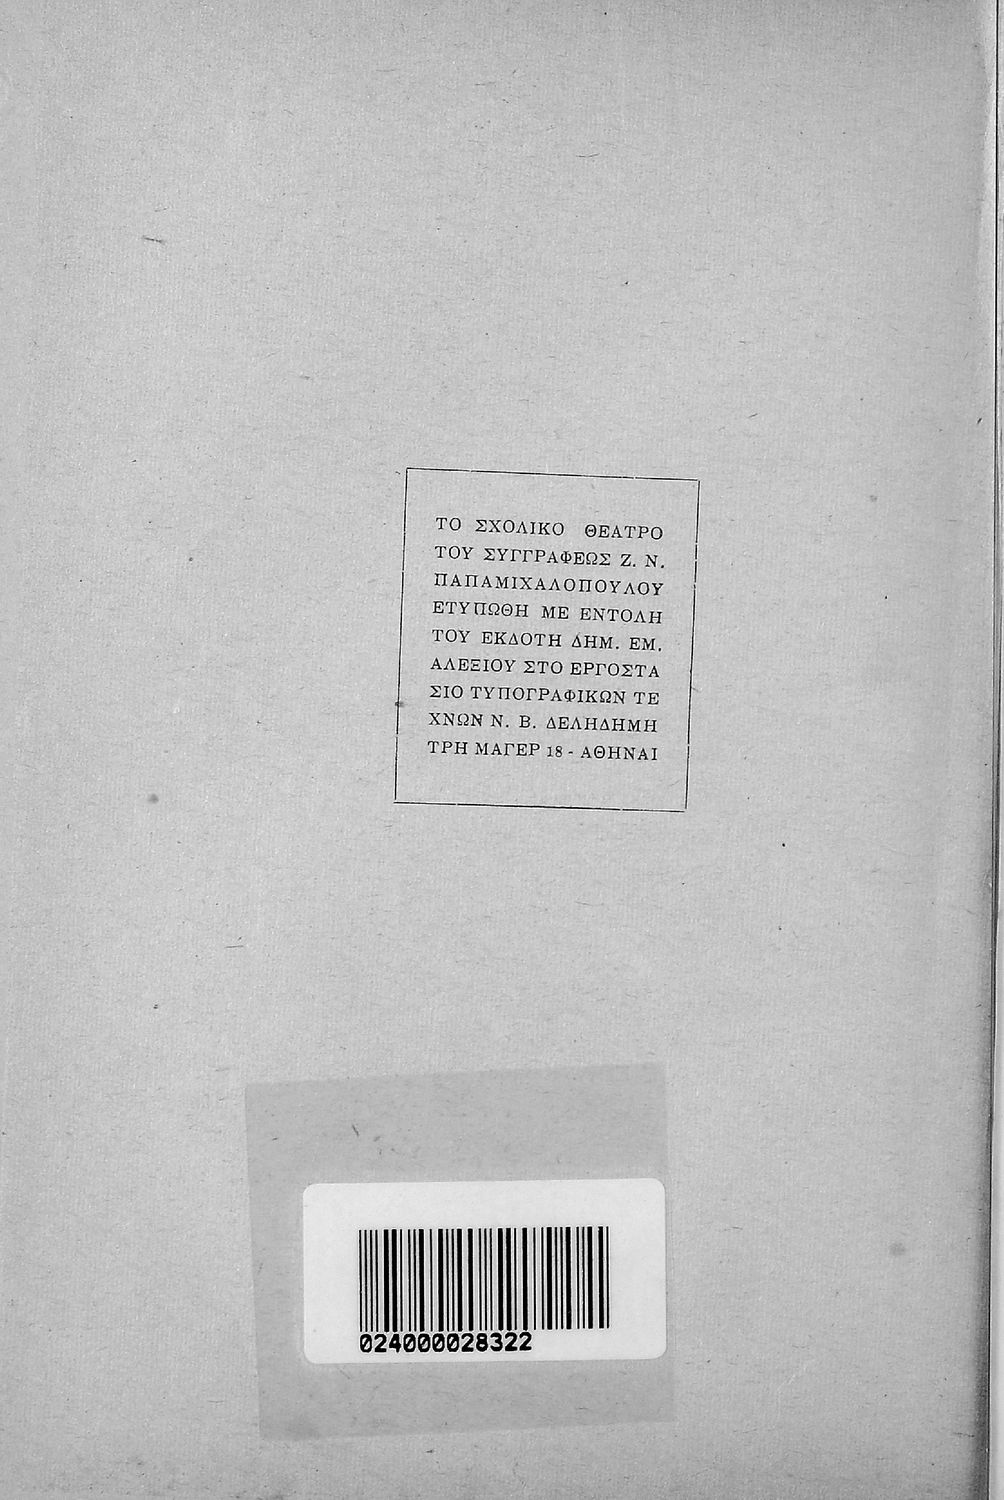 ΤΟ ΣΧΟΛΙΚΟ ΘΕΑΤΡΟ
ΤΟΥ ΣΥΓΓΡΑΦΕΩΣ Ζ. Ν.
ΠΑΠΑΜΙΧΑΛΟΠΟΥΛΟΥ
ΕΤΥΠΩΘΗ ΜΕ ΕΝΤΟΛΗ
ΤΟΥ ΕΚΔΟΤΗ ΔΗΜ. ΕΜ.
ΑΛΕΞΙΟΥ ΣΤΟ ΕΡΓΟΣΤΑ
ΣΙΟ ΤΥΠΟΓΡΑΦΙΚΩΝ ΤΕ
ΧΝΩΝ Ν. Β. ΔΕΛΗΔΗΜΗ
ΤΡΗ ΜΑΓΕΡ 18 - ΑΘΗΝΑΙ
024000028322